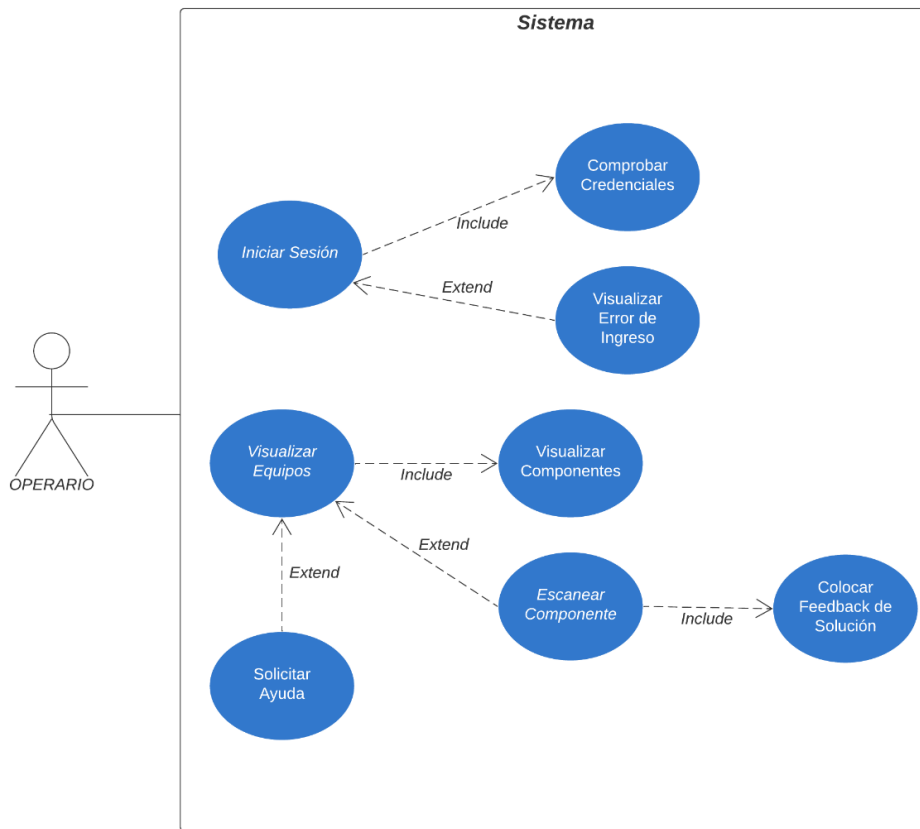 Sistema
Comprobar
Credenciales
Include
Iniciar Sesión
Extend
Visualizar
Error de
Ingreso
OPERARIO
Visualizar
Equipos
Include
Visualizar
Componentes
Extend
Extend
Escanear
Componente
Include
Colocar
Feedback de
Solución
Solicitar
Ayuda